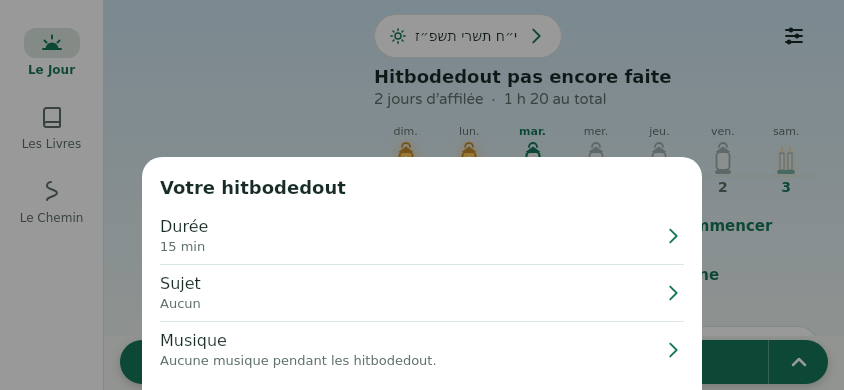 Le Jour
Les Livres
Le Chemin
י״ח תשרי תשפ״ז
Hitbodedout pas encore faite
2 jours d'affilée · 1 h 20 au total
dim. lun. mar. mer. jeu. ven. sam.
2 3
Votre hitbodedout
Durée
15 min
Sujet
Aucun
Musique
Aucune musique pendant les hitbodedout.